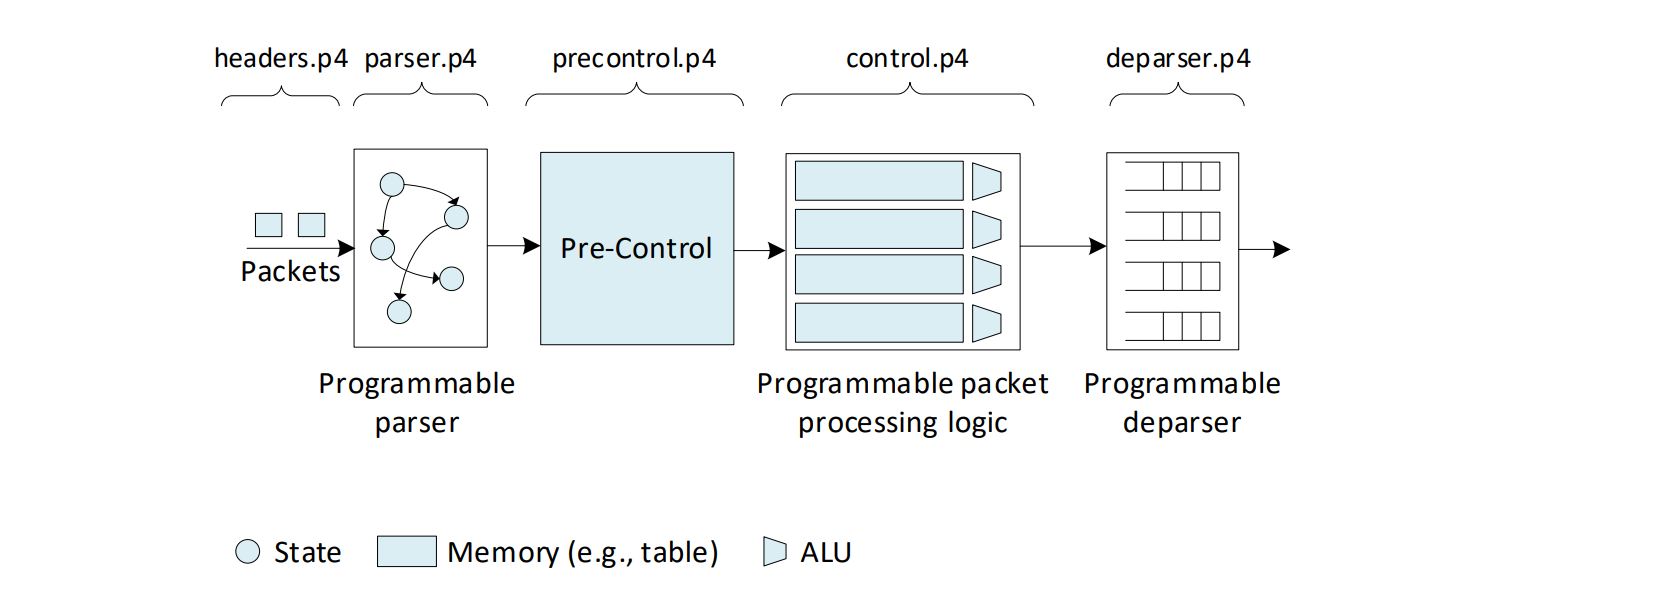 headers.p4 parser.p4 precontrol.p4 control.p4 deparser.p4
Packets
Pre-Control
Programmable parser
Programmable packet processing logic
Programmable deparser
State Memory (e.g., table) ALU